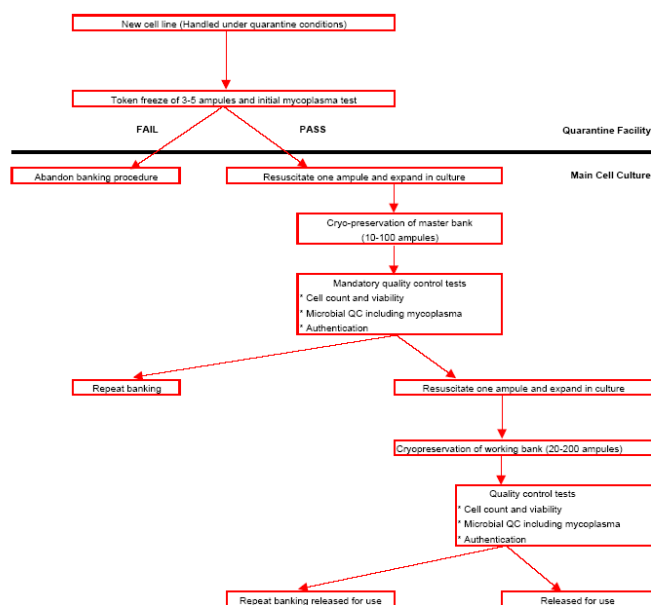 New cell line (Handled under quarantine conditions)
Token freeze of 3-5 ampules and initial mycoplasma test
FAIL
PASS
Quarantine Facility
Abandon banking procedure
Resuscitate one ampule and expand in culture
Main Cell Culture
Cryo-preservation of master bank
(10-100 ampules)
Mandatory quality control tests
* Cell count and viability
* Microbial QC including mycoplasma
* Authentication
Repeat banking
Resuscitate one ampule and expand in culture
Cryopreservation of working bank (20-200 ampules)
Quality control tests
* Cell count and viability
* Microbial QC including mycoplasma
* Authentication
Repeat banking released for use
Released for use